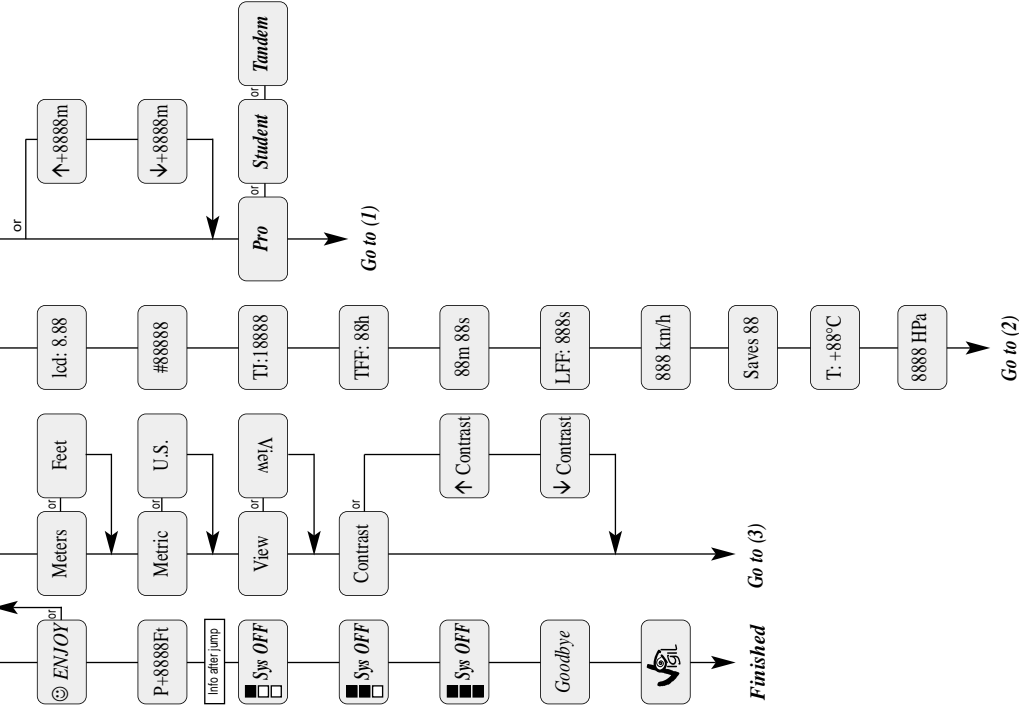 or
☺ ENJOY
P+8888Ft
Info after jump
■□□ Sys OFF
■■□ Sys OFF
■■■ Sys OFF
Goodbye
Vigil
Finished
Meters
or
Feet
Metric
or
U.S.
View
or
View
Contrast
or
↑ Contrast
↓ Contrast
Go to (3)
lcd: 8.88
#88888
TJ:18888
TFF: 88h
88m 88s
LFF: 888s
888 km/h
Saves 88
T: +88°C
8888 HPa
Go to (2)
or
↑+8888m
↓+8888m
Pro
or
Student
or
Tandem
Go to (1)